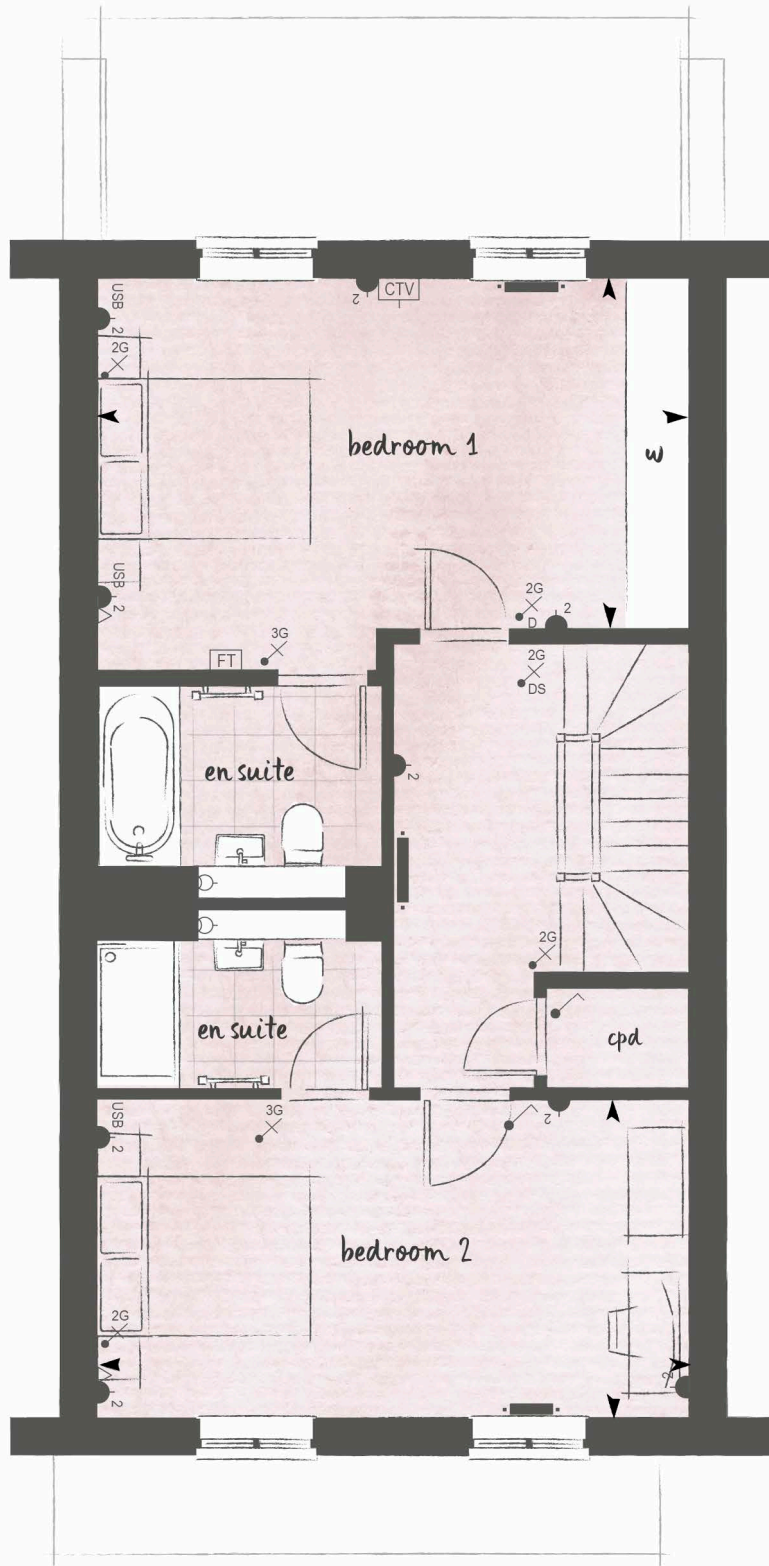 USB
2
2
CTV
2G
bedroom 1
w
USB
2
2G
D
2
3G
FT
2G
DS
en suite
2
2G
en suite
cpd
USB
2
3G
2
bedroom 2
2G
2
2